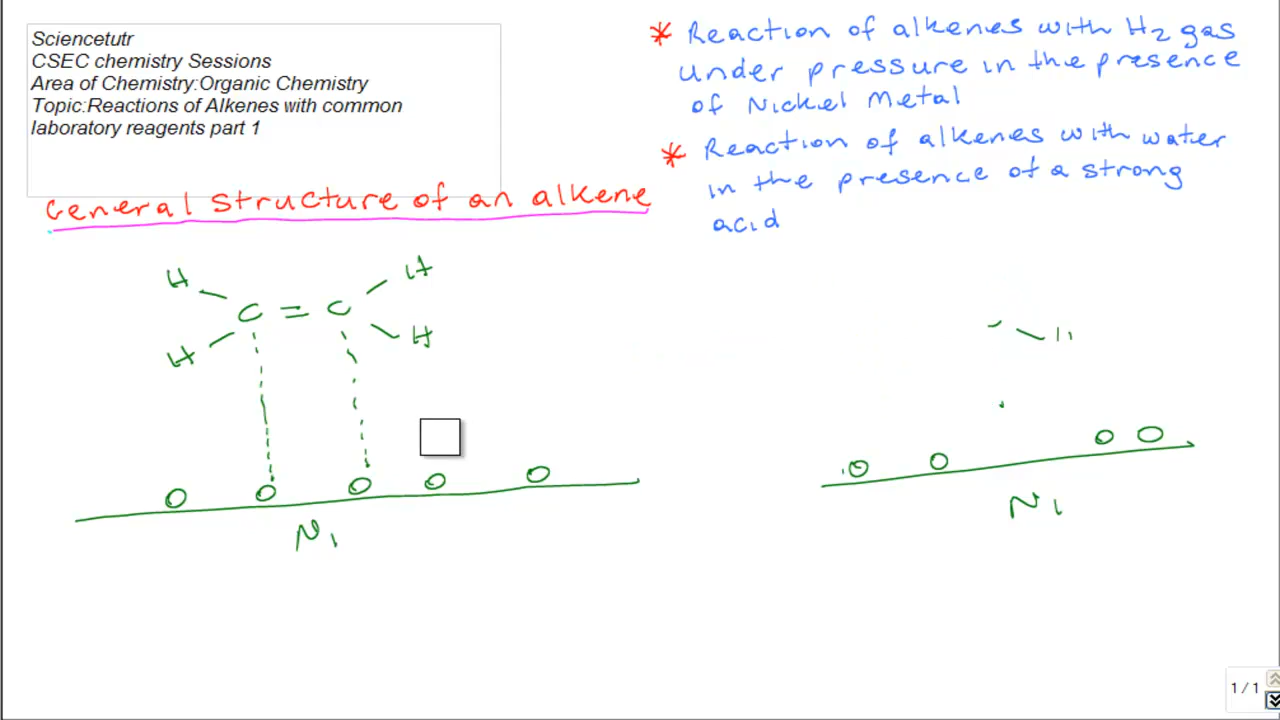 Sciencetutr
CSEC chemistry Sessions
Area of Chemistry:Organic Chemistry
Topic:Reactions of Alkenes with common
laboratory reagents part 1
* Reaction of alkenes with H2 gas
under pressure in the presence
of Nickel Metal
* Reaction of alkenes with water
in the presence of a strong
acid
General structure of an alkene
H H
C = C
H H
Ni
Ni
1 / 1